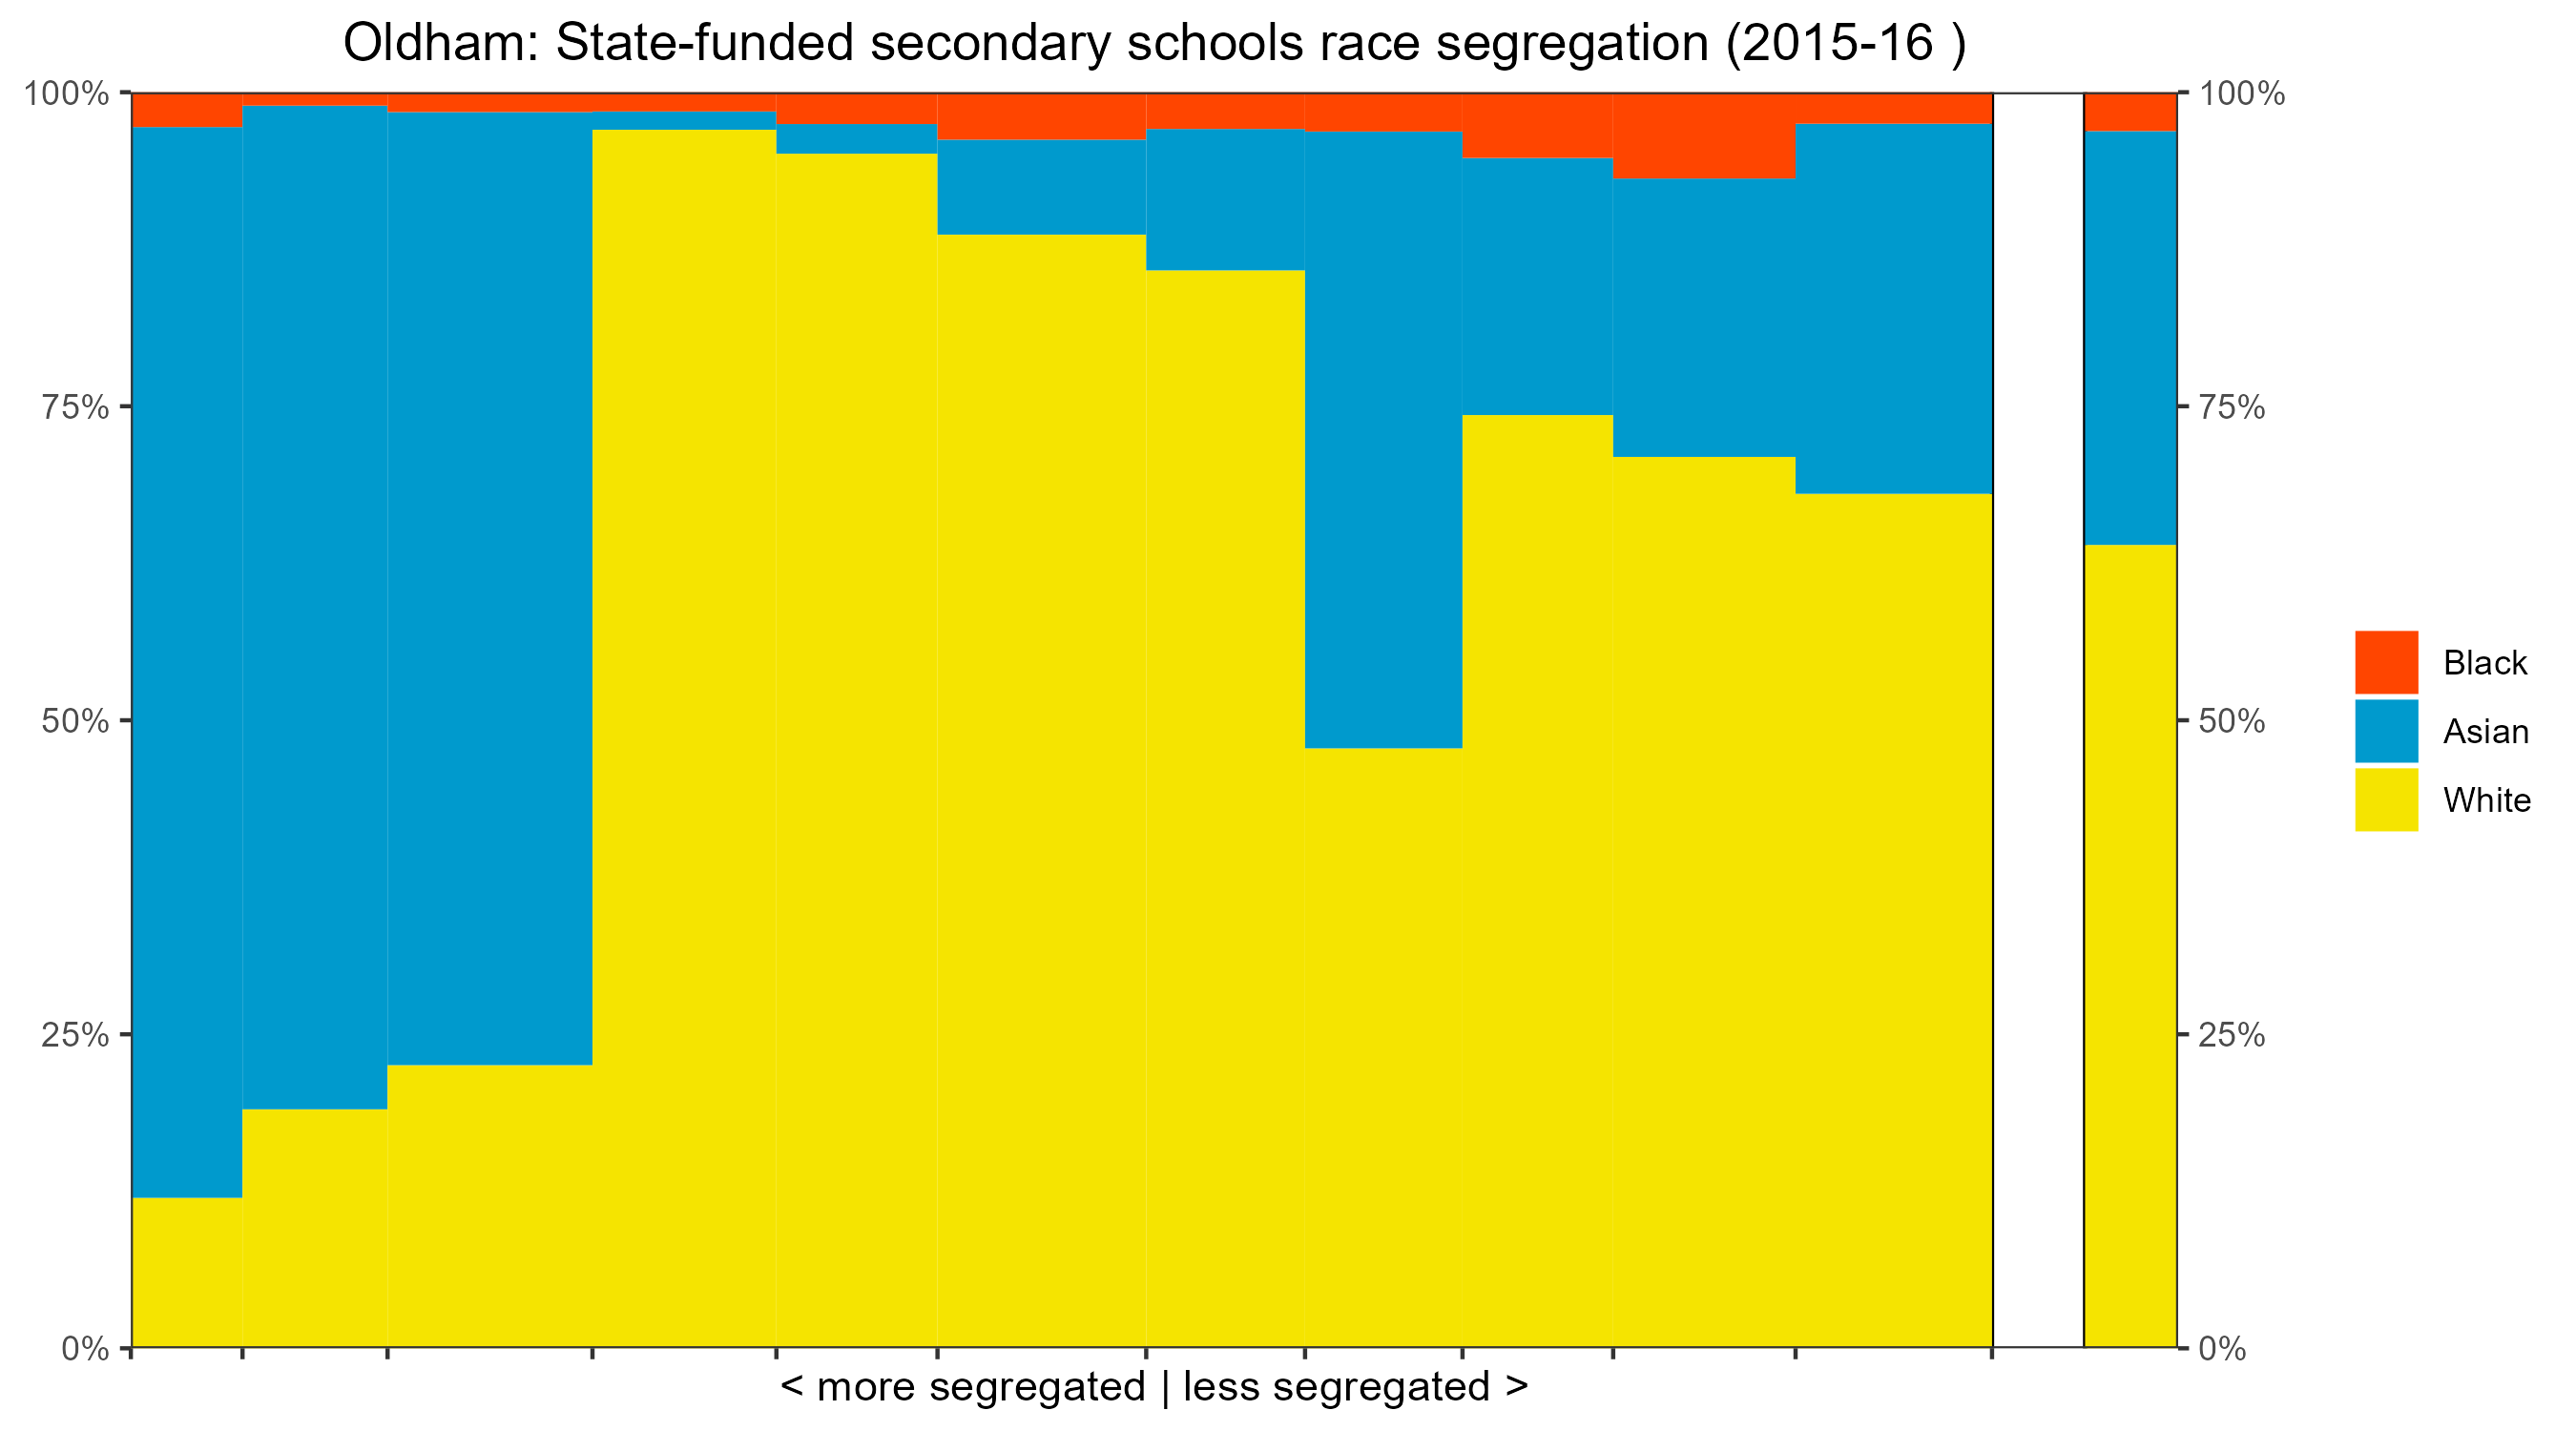 Oldham: State-funded secondary schools race segregation (2015-16 )
100%
75%
50%
25%
0%
100%
75%
50%
25%
0%
Black
Asian
White
< more segregated | less segregated >